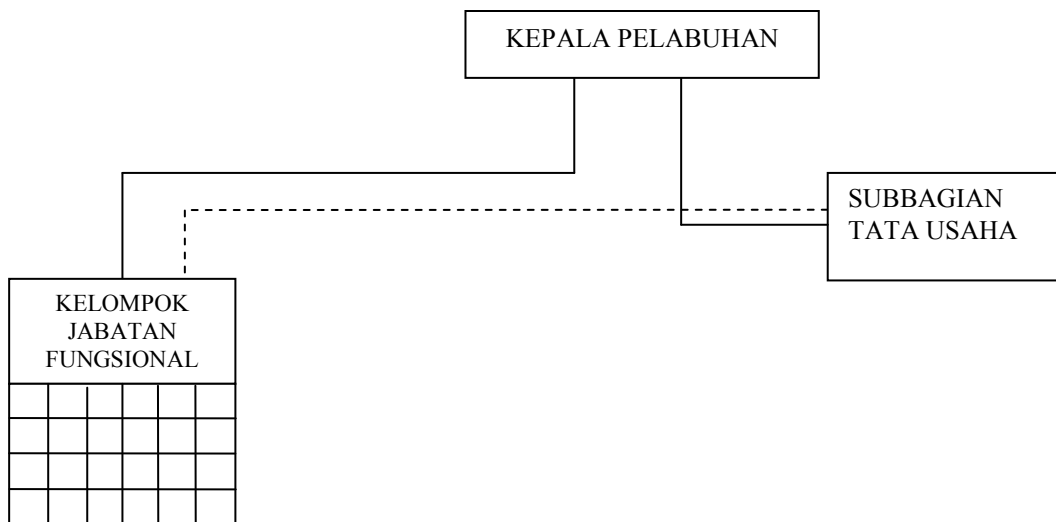 KEPALA PELABUHAN
SUBBAGIAN
TATA USAHA
KELOMPOK
JABATAN
FUNGSIONAL